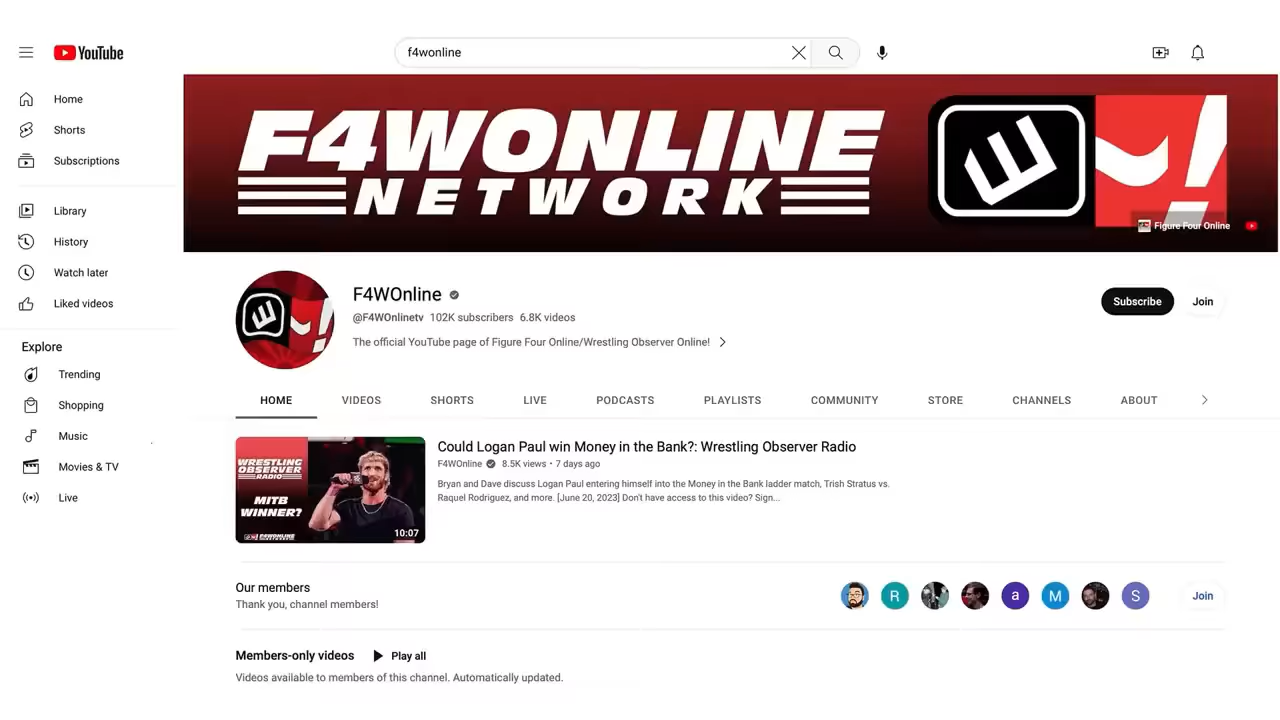 YouTube
f4wonline
Home
Shorts
Subscriptions
Library
History
Watch later
Liked videos
Explore
Trending
Shopping
Music
Movies & TV
Live
F4WONLINE
NETWORK
Figure Four Online
F4WOnline
@F4WOnlinetv 102K subscribers 6.8K videos
The official YouTube page of Figure Four Online/Wrestling Observer Online!
Subscribe
Join
HOME VIDEOS SHORTS LIVE PODCASTS PLAYLISTS COMMUNITY STORE CHANNELS ABOUT
WRESTLING
OBSERVER
RADIO
MITB
WINNER?
F4WONLINE
10:07
Could Logan Paul win Money in the Bank?: Wrestling Observer Radio
F4WOnline 8.5K views • 7 days ago
Bryan and Dave discuss Logan Paul entering himself into the Money in the Bank ladder match, Trish Stratus vs.
Raquel Rodriguez, and more. [June 20, 2023] Don't have access to this video? Sign...
Our members
Thank you, channel members!
R
a
M
S
Join
Members-only videos Play all
Videos available to members of this channel. Automatically updated.